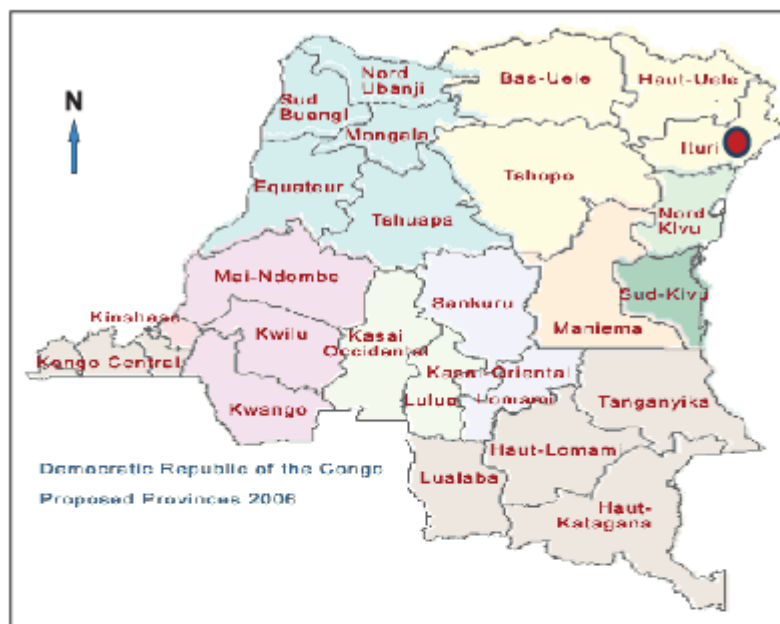 Nord
Ubanji
Bas-Uele
Haut-Uele
N
Sud
Buangi
Mongala
Ituri
Equateur
Tshopo
Tshuapa
Nord
Kivu
Mai-Ndombe
Sankuru
Sud-Kivu
Kinshasa
Kwilu
Kasai
Occidental
Maniema
Kongo Central
Kasai-Oriental
Lulua
Lomami
Kwango
Tanganyika
Haut-Lomami
Lualaba
Democratic Republic of the Congo
Proposed Provinces 2006
Haut-
Katagana